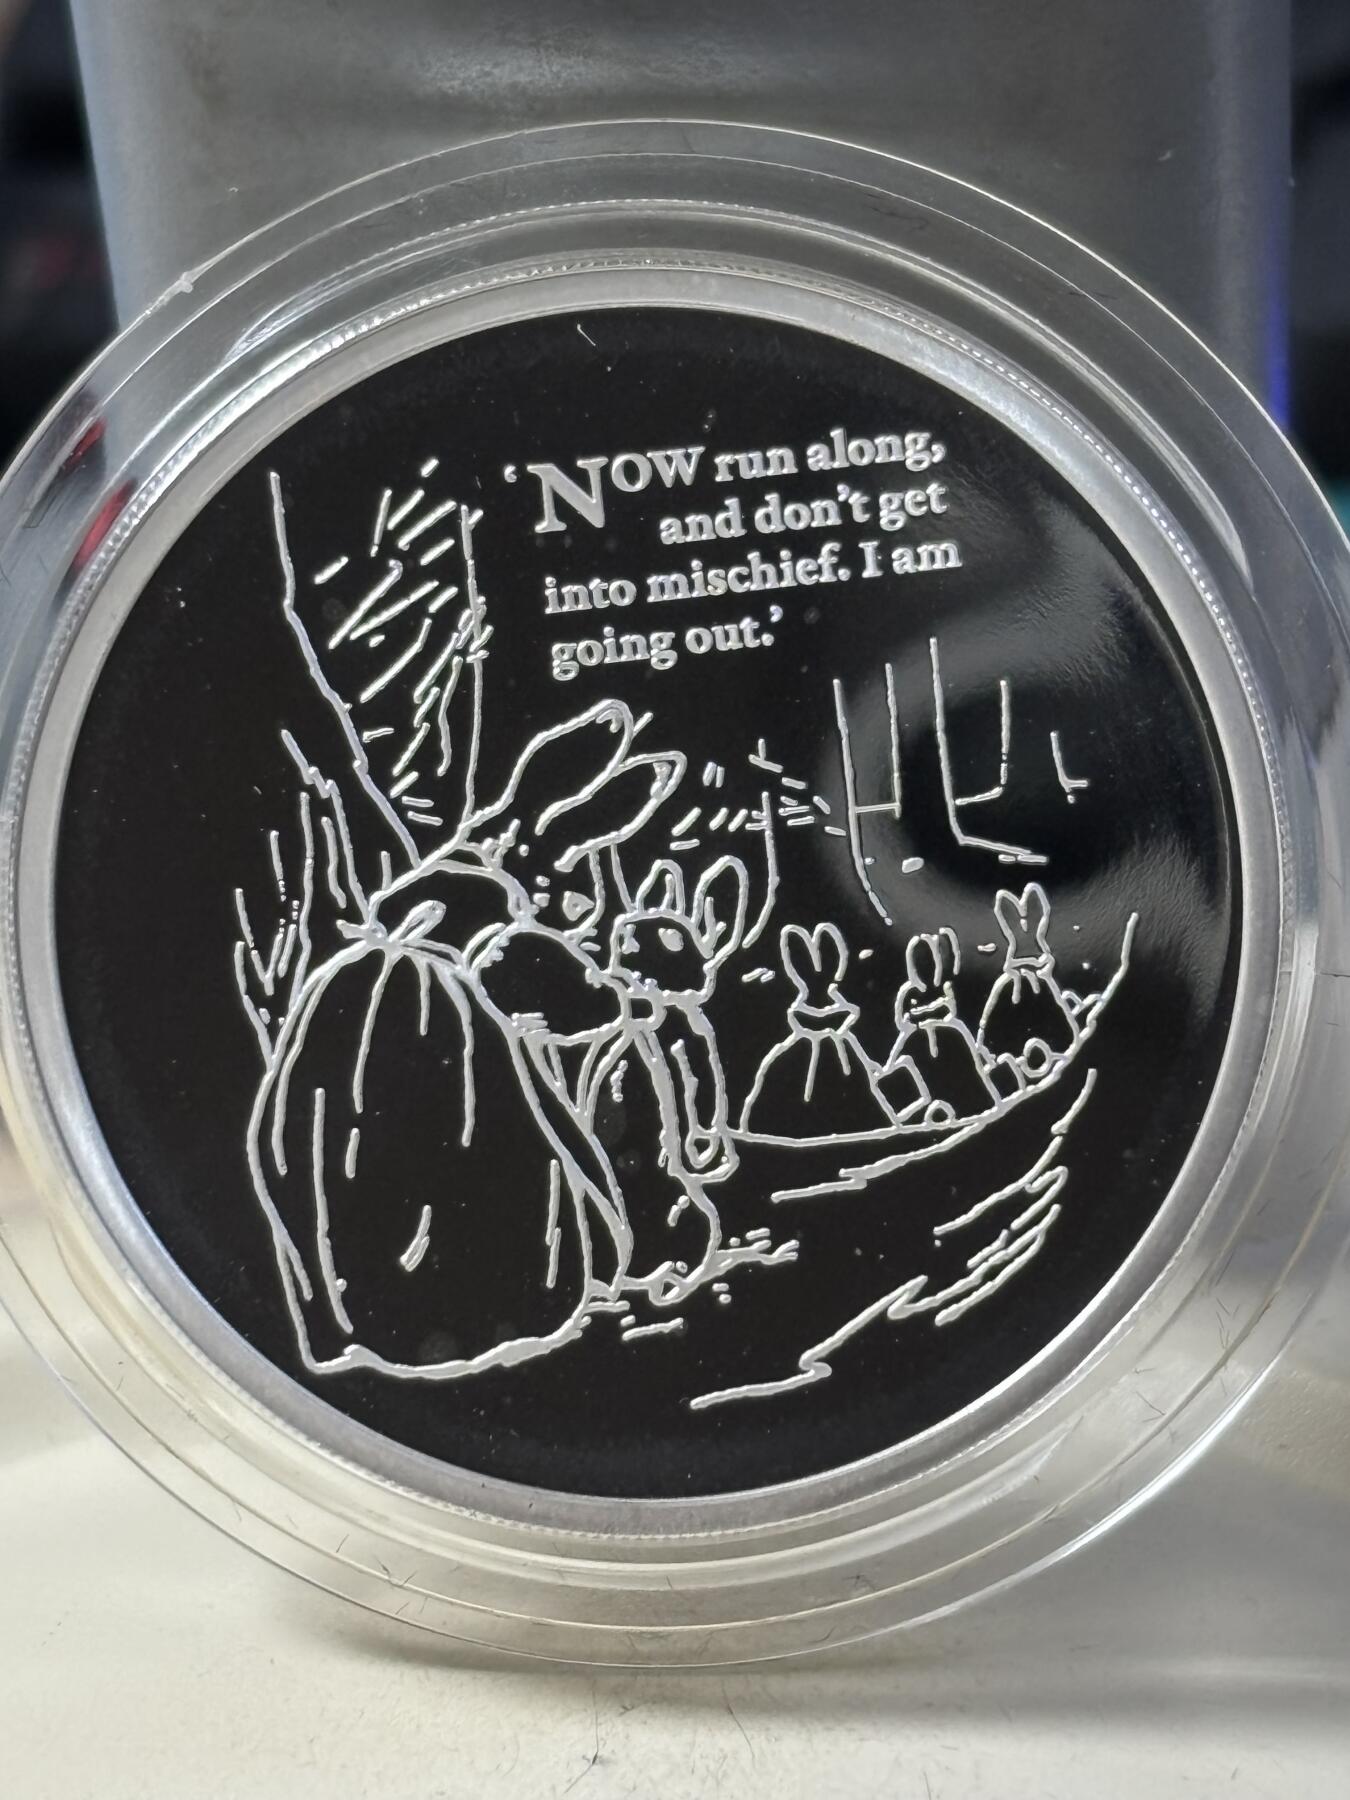 ‘NOW run along,
and don’t get
into mischief. I am
going out.’